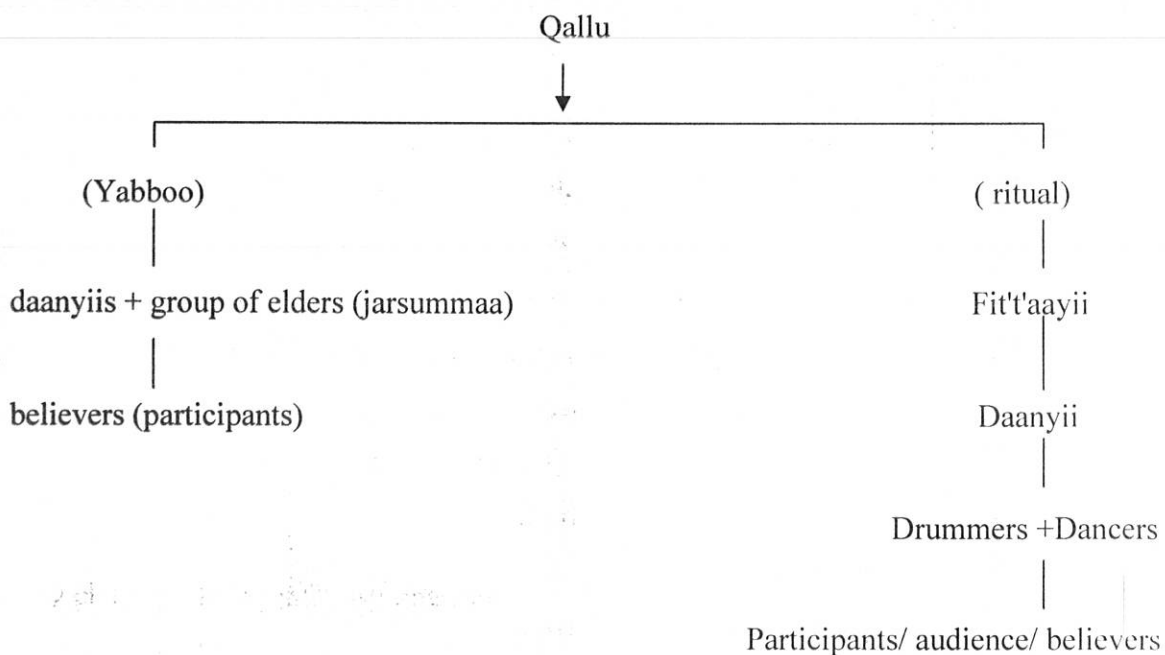 Qallu
(Yabboo) ( ritual)
daanyiis + group of elders (jarsummaa) Fit't'aayii
believers (participants) Daanyii
Drummers +Dancers
Participants/ audience/ believers